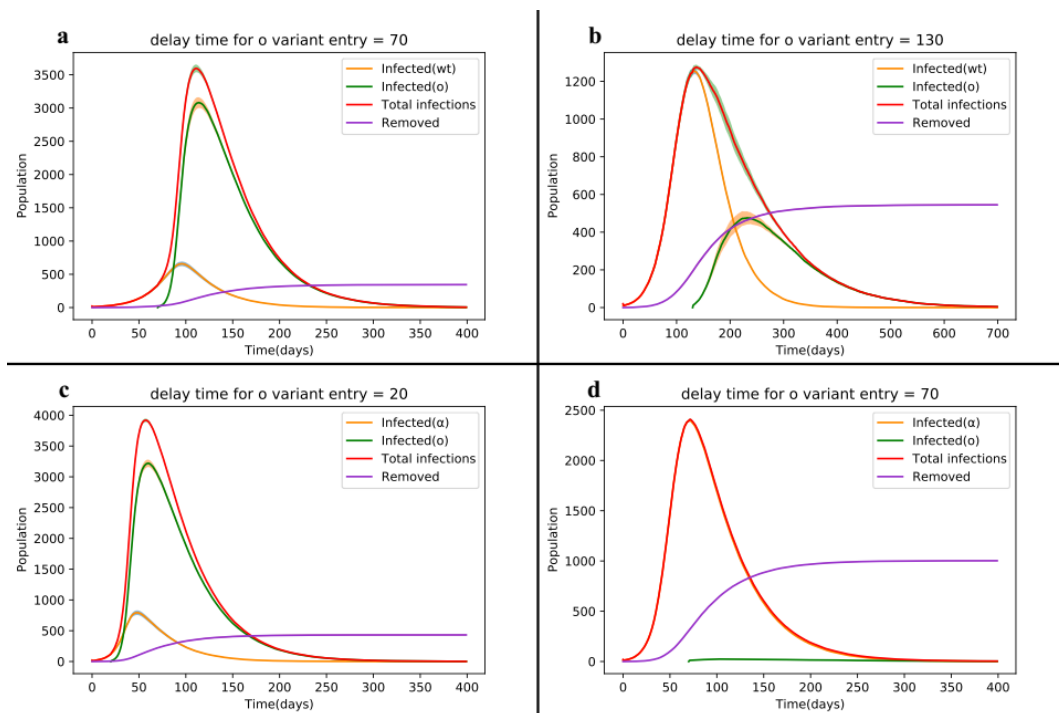 a
delay time for o variant entry = 70
Infected(wt)
Infected(o)
Total infections
Removed
Population
3500
3000
2500
2000
1500
1000
500
0
0 50 100 150 200 250 300 350 400
Time(days)
b
delay time for o variant entry = 130
Infected(wt)
Infected(o)
Total infections
Removed
Population
1200
1000
800
600
400
200
0
0 100 200 300 400 500 600 700
Time(days)
c
delay time for o variant entry = 20
Infected(α)
Infected(o)
Total infections
Removed
Population
4000
3500
3000
2500
2000
1500
1000
500
0
0 50 100 150 200 250 300 350 400
Time(days)
d
delay time for o variant entry = 70
Infected(α)
Infected(o)
Total infections
Removed
Population
2500
2000
1500
1000
500
0
0 50 100 150 200 250 300 350 400
Time(days)